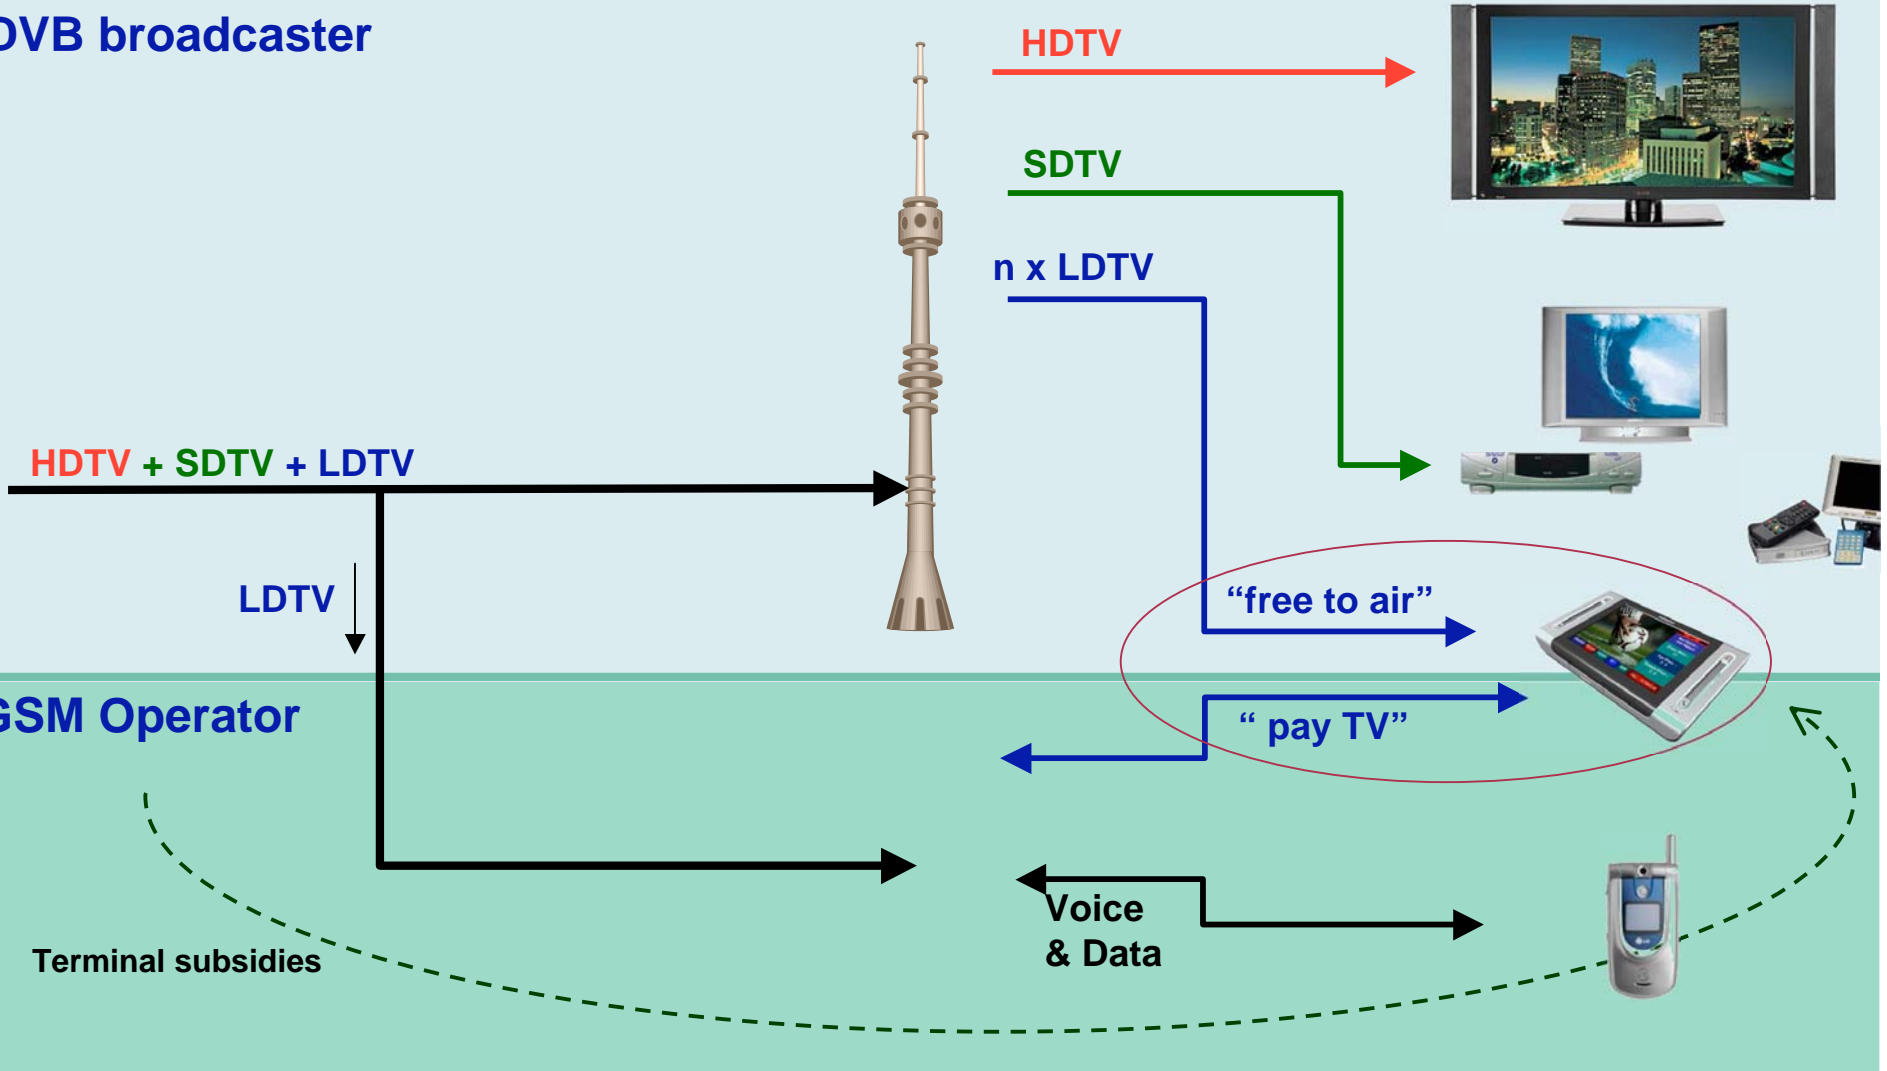 DVB broadcaster
HDTV
SDTV
n x LDTV
HDTV + SDTV + LDTV
LDTV
“free to air”
GSM Operator
“ pay TV”
Voice
& Data
Terminal subsidies